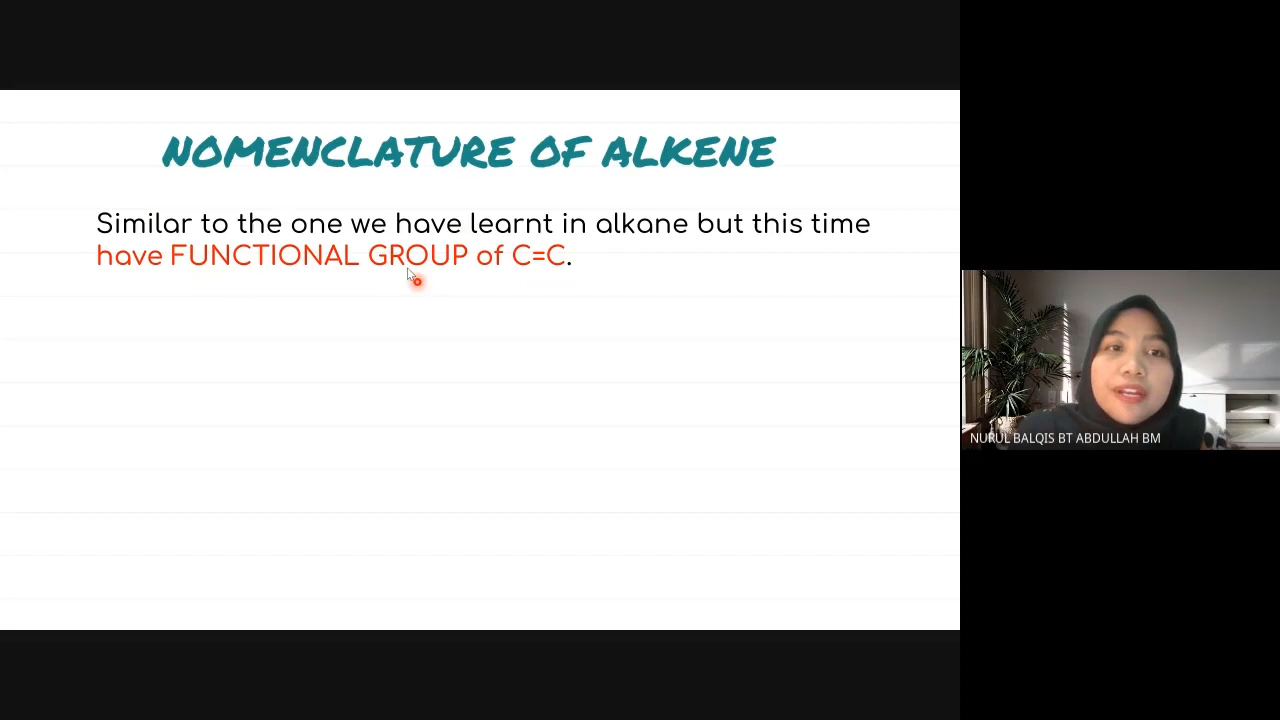 NOMENCLATURE OF ALKENE
Similar to the one we have learnt in alkane but this time
have FUNCTIONAL GROUP of C=C.
NURUL BALQIS BT ABDULLAH BM